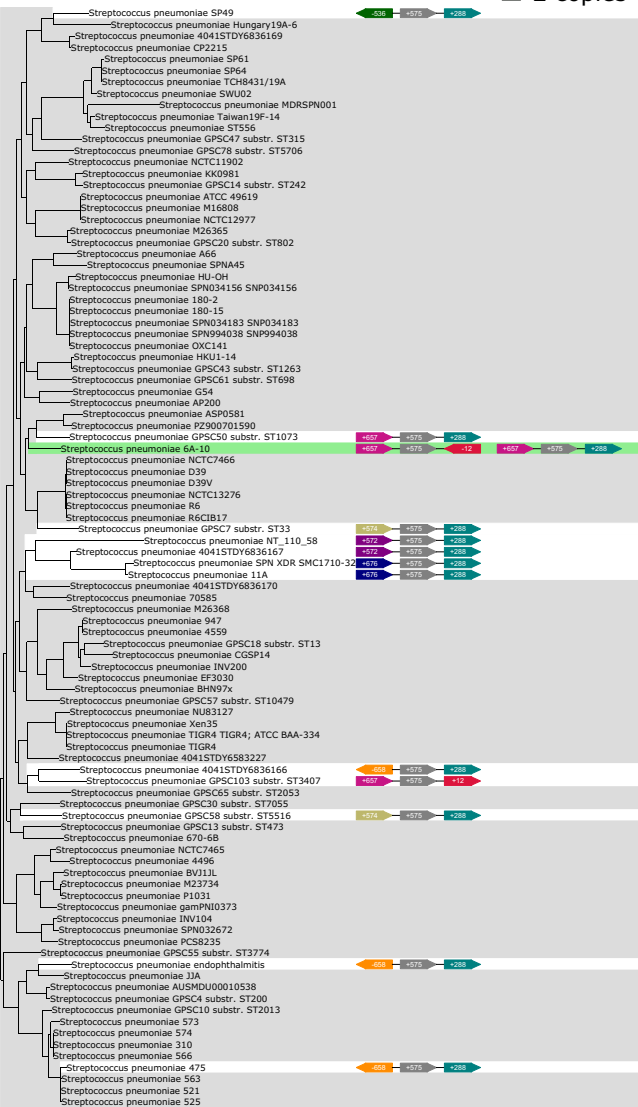 2 copies
Streptococcus pneumoniae SP49 -536 +575 +288
Streptococcus pneumoniae Hungary19A-6
Streptococcus pneumoniae 4041STDY6836169
Streptococcus pneumoniae CP2215
Streptococcus pneumoniae SP61
Streptococcus pneumoniae SP64
Streptococcus pneumoniae TCH8431/19A
Streptococcus pneumoniae SWU02
Streptococcus pneumoniae MDRSPN001
Streptococcus pneumoniae Taiwan19F-14
Streptococcus pneumoniae ST556
Streptococcus pneumoniae GPSC47 substr. ST315
Streptococcus pneumoniae GPSC78 substr. ST5706
Streptococcus pneumoniae NCTC11902
Streptococcus pneumoniae KK0981
Streptococcus pneumoniae GPSC14 substr. ST242
Streptococcus pneumoniae ATCC 49619
Streptococcus pneumoniae M16808
Streptococcus pneumoniae NCTC12977
Streptococcus pneumoniae M26365
Streptococcus pneumoniae GPSC20 substr. ST802
Streptococcus pneumoniae A66
Streptococcus pneumoniae SPNA45
Streptococcus pneumoniae HU-OH
Streptococcus pneumoniae SPN034156 SNP034156
Streptococcus pneumoniae 180-2
Streptococcus pneumoniae 180-15
Streptococcus pneumoniae SPN034183 SNP034183
Streptococcus pneumoniae SPN994038 SNP994038
Streptococcus pneumoniae OXC141
Streptococcus pneumoniae HKU1-14
Streptococcus pneumoniae GPSC43 substr. ST1263
Streptococcus pneumoniae GPSC61 substr. ST698
Streptococcus pneumoniae G54
Streptococcus pneumoniae AP200
Streptococcus pneumoniae ASP0581
Streptococcus pneumoniae PZ900701590
Streptococcus pneumoniae GPSC50 substr. ST1073 +657 +575 +288
Streptococcus pneumoniae 6A-10 +657 +575 -12 +657 +575 +288
Streptococcus pneumoniae NCTC7466
Streptococcus pneumoniae D39
Streptococcus pneumoniae D39V
Streptococcus pneumoniae NCTC13276
Streptococcus pneumoniae R6
Streptococcus pneumoniae R6CIB17
Streptococcus pneumoniae GPSC7 substr. ST33 +574 +575 +288
Streptococcus pneumoniae NT_110_58 +572 +575 +288
Streptococcus pneumoniae 4041STDY6836167 +572 +575 +288
Streptococcus pneumoniae SPN XDR SMC1710-32 +676 +575 +288
Streptococcus pneumoniae 11A +676 +575 +288
Streptococcus pneumoniae 4041STDY6836170
Streptococcus pneumoniae 70585
Streptococcus pneumoniae M26368
Streptococcus pneumoniae 947
Streptococcus pneumoniae 4559
Streptococcus pneumoniae GPSC18 substr. ST13
Streptococcus pneumoniae CGSP14
Streptococcus pneumoniae INV200
Streptococcus pneumoniae EF3030
Streptococcus pneumoniae BHN97x
Streptococcus pneumoniae GPSC57 substr. ST10479
Streptococcus pneumoniae NU83127
Streptococcus pneumoniae Xen35
Streptococcus pneumoniae TIGR4 TIGR4; ATCC BAA-334
Streptococcus pneumoniae TIGR4
Streptococcus pneumoniae 4041STDY6583227
Streptococcus pneumoniae 4041STDY6836166 -658 +575 +288
Streptococcus pneumoniae GPSC103 substr. ST3407 +657 +575 +12
Streptococcus pneumoniae GPSC65 substr. ST2053
Streptococcus pneumoniae GPSC30 substr. ST7055
Streptococcus pneumoniae GPSC58 substr. ST5516 +574 +575 +288
Streptococcus pneumoniae GPSC13 substr. ST473
Streptococcus pneumoniae 670-6B
Streptococcus pneumoniae NCTC7465
Streptococcus pneumoniae 4496
Streptococcus pneumoniae BVJ1JL
Streptococcus pneumoniae M23734
Streptococcus pneumoniae P1031
Streptococcus pneumoniae gamPNI0373
Streptococcus pneumoniae INV104
Streptococcus pneumoniae SPN032672
Streptococcus pneumoniae PCS8235
Streptococcus pneumoniae GPSC55 substr. ST3774
Streptococcus pneumoniae endophthalmitis -658 +575 +288
Streptococcus pneumoniae JJA
Streptococcus pneumoniae AUSMDU00010538
Streptococcus pneumoniae GPSC4 substr. ST200
Streptococcus pneumoniae GPSC10 substr. ST2013
Streptococcus pneumoniae 573
Streptococcus pneumoniae 574
Streptococcus pneumoniae 310
Streptococcus pneumoniae 566
Streptococcus pneumoniae 475 -658 +575 +288
Streptococcus pneumoniae 563
Streptococcus pneumoniae 521
Streptococcus pneumoniae 525